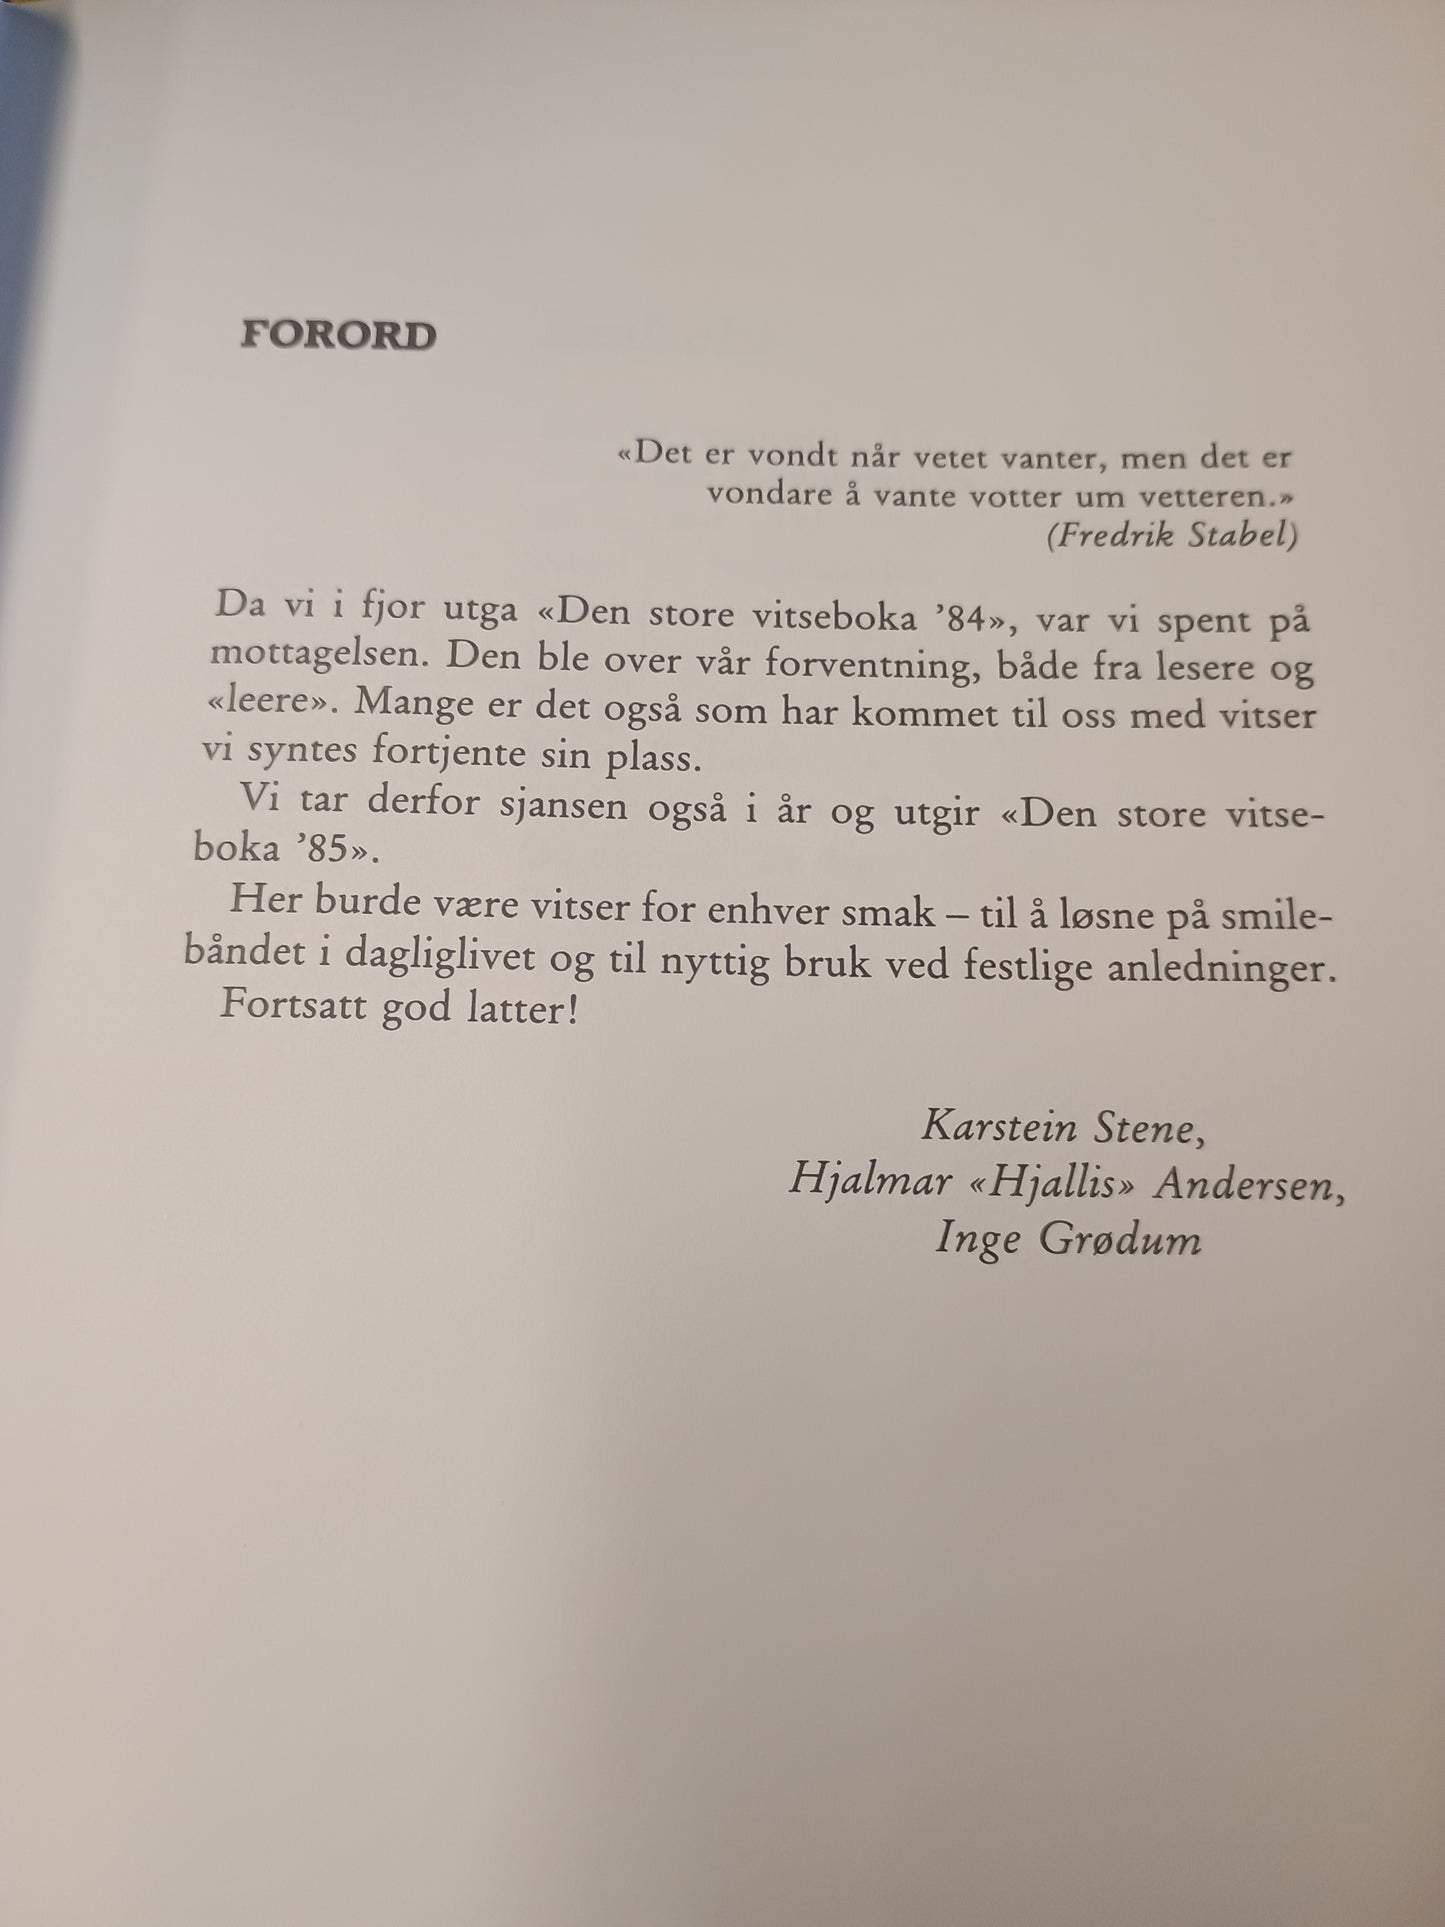 FORORD
«Det er vondt når vetet vanter, men det er
vondare å vante votter um vetteren.»
(Fredrik Stabel)
Da vi i fjor utga «Den store vitseboka ’84», var vi spent på
mottagelsen. Den ble over vår forventning, både fra lesere og
«leere». Mange er det også som har kommet til oss med vitser
vi syntes fortjente sin plass.
Vi tar derfor sjansen også i år og utgir «Den store vitse-
boka ’85».
Her burde være vitser for enhver smak – til å løsne på smile-
båndet i dagliglivet og til nyttig bruk ved festlige anledninger.
Fortsatt god latter!
Karstein Stene,
Hjalmar «Hjallis» Andersen,
Inge Grødum